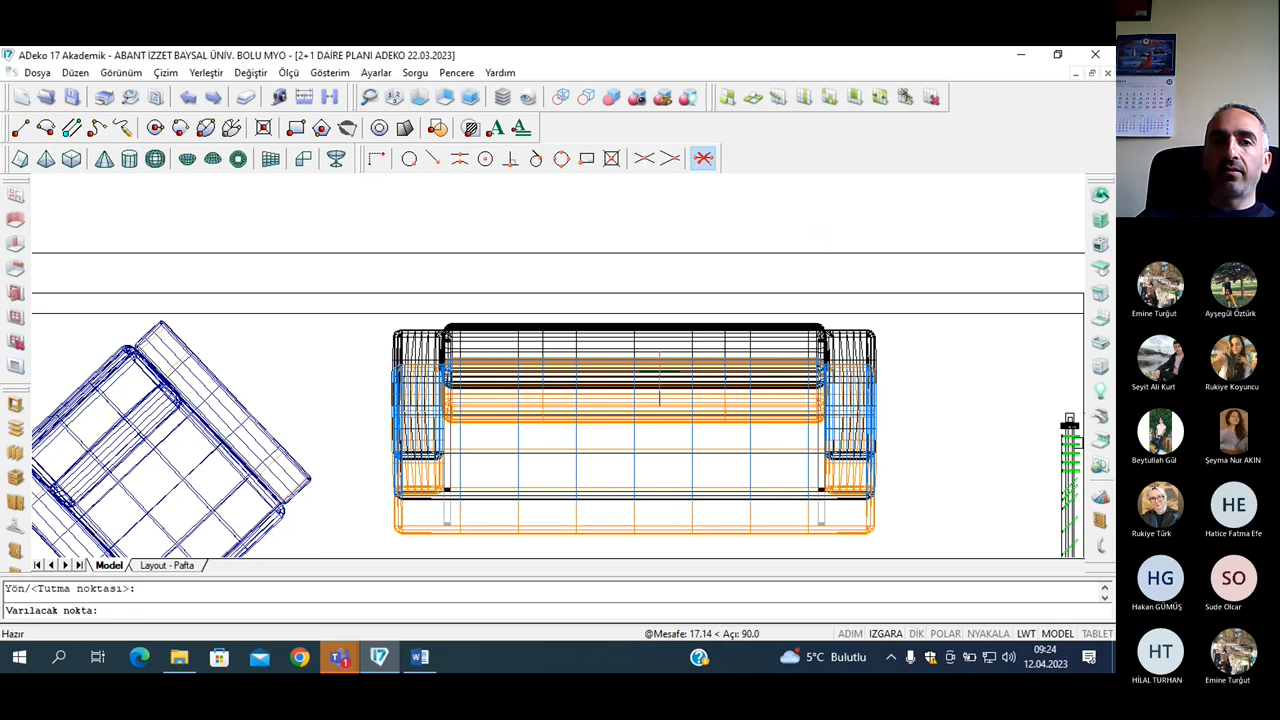 ADeko 17 Akademik - ABANT İZZET BAYSAL ÜNİV. BOLU MYO - [2+1 DAİRE PLANI ADEKO 22.03.2023]
Dosya Düzen Görünüm Çizim Yerleştir Değiştir Ölçü Gösterim Ayarlar Sorgu Pencere Yardım
Model Layout - Pafta
Yön/<Tutma noktası>:
Varılacak nokta:
Hazır @Mesafe: 17.14 < Açı: 90.0 ADIM IZGARA DİK POLAR NYAKALA LWT MODEL TABLET
5°C Bulutlu 09:24
12.04.2023
Emine Turğut Ayşegül Öztürk
Seyit Ali Kurt Rukiye Koyuncu
Beytullah Gül Şeyma Nur AKIN
HE
Rukiye Türk Hatice Fatma Efe
HG SO
Hakan GÜMÜŞ Sude Olcar
HT
HİLAL TURHAN Emine Turğut